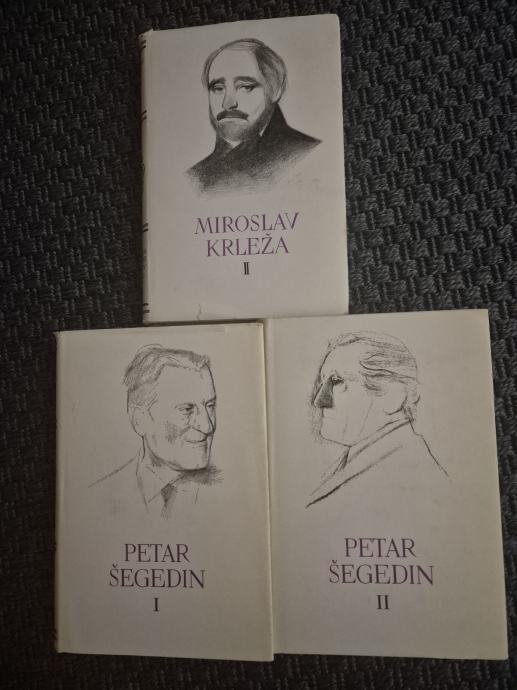 MIROSLAV
KRLEŽA
II
PETAR
ŠEGEDIN
I
PETAR
ŠEGEDIN
II